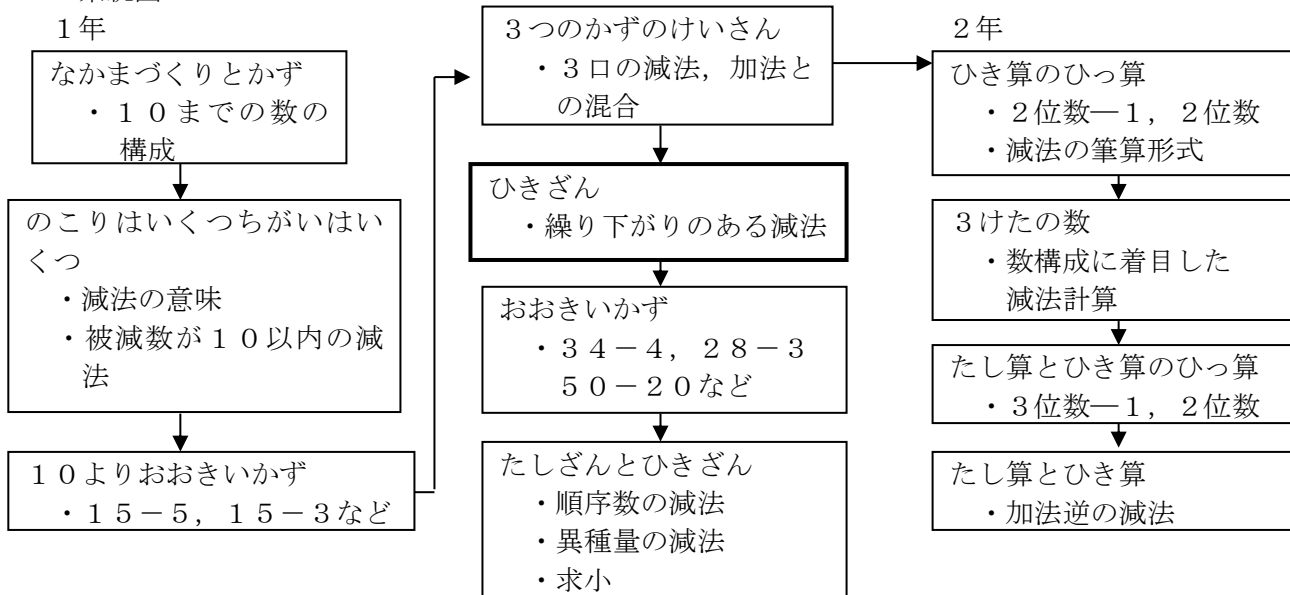 １年
なかまづくりとかず
・１０までの数の
構成
のこりはいくつちがいはい
くつ
・減法の意味
・被減数が１０以内の減
法
１０よりおおきいかず
・１５－５，１５－３など
３つのかずのけいさん
・３口の減法，加法と
の混合
ひきざん
・繰り下がりのある減法
おおきいかず
・３４－４，２８－３
５０－２０など
たしざんとひきざん
・順序数の減法
・異種量の減法
・求小
２年
ひき算のひっ算
・２位数―１，２位数
・減法の筆算形式
３けたの数
・数構成に着目した
減法計算
たし算とひき算のひっ算
・３位数―１，２位数
たし算とひき算
・加法逆の減法